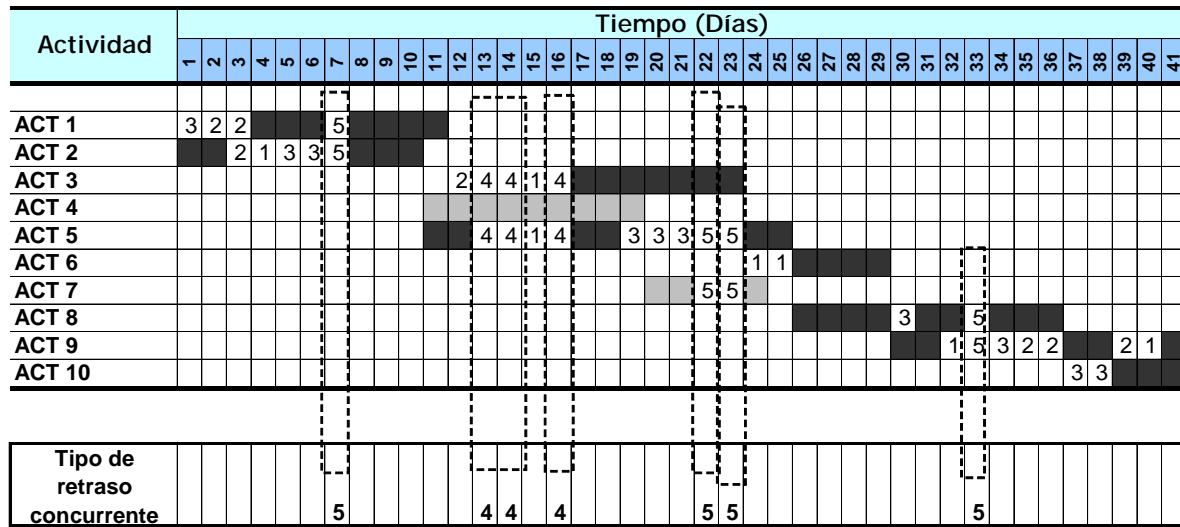 Actividad
Tiempo (Días)
1 2 3 4 5 6 7 8 9 10 11 12 13 14 15 16 17 18 19 20 21 22 23 24 25 26 27 28 29 30 31 32 33 34 35 36 37 38 39 40 41
ACT 1 3 2 2 5
ACT 2 2 1 3 3 5
ACT 3 2 4 4 1 4
ACT 4
ACT 5 4 4 1 4 3 3 3 5 5
ACT 6 1 1
ACT 7 5 5
ACT 8 3 5
ACT 9 1 5 3 2 2 2 1
ACT 10 3 3
Tipo de
retraso
concurrente 5 4 4 4 5 5 5